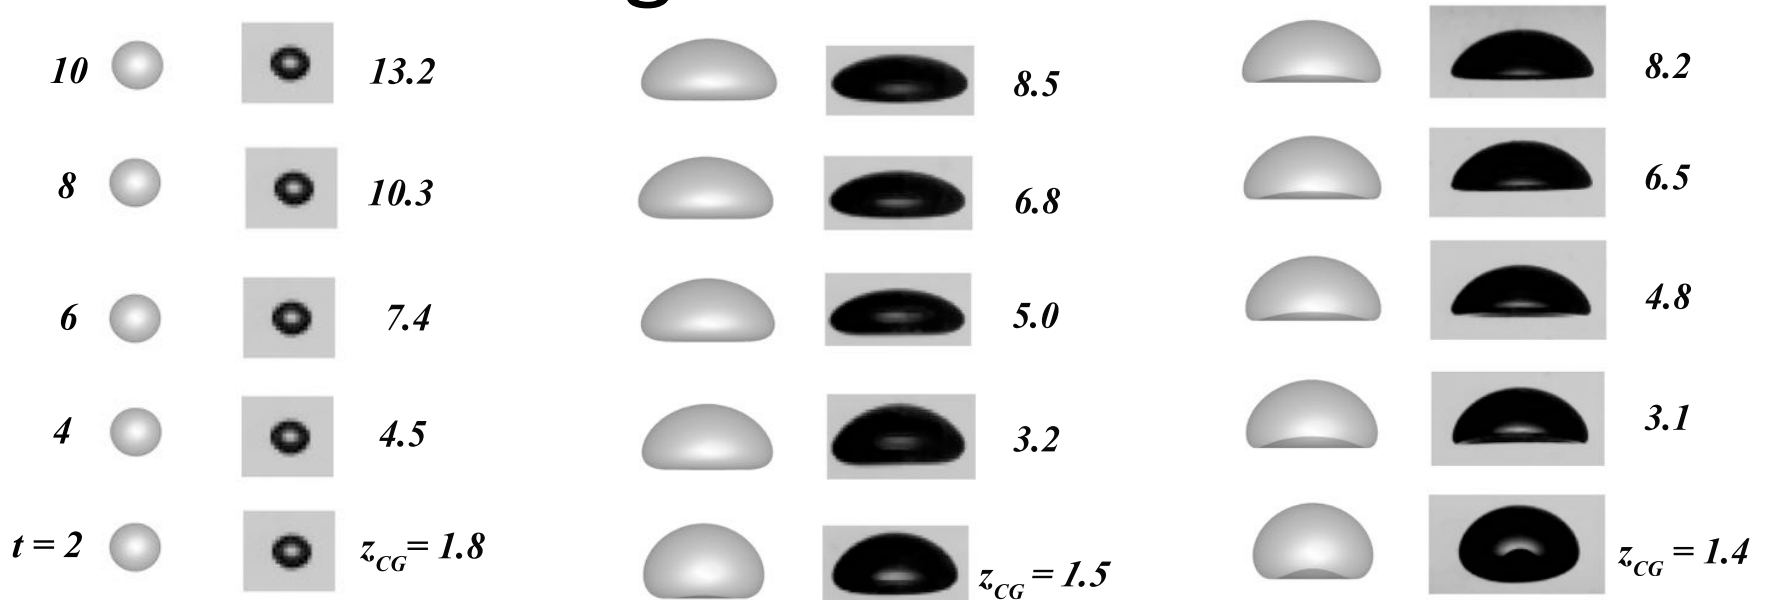 g
10 13.2 8.5 8.2
8 10.3 6.8 6.5
6 7.4 5.0 4.8
4 4.5 3.2 3.1
t = 2 z_CG = 1.8 z_CG = 1.5 z_CG = 1.4